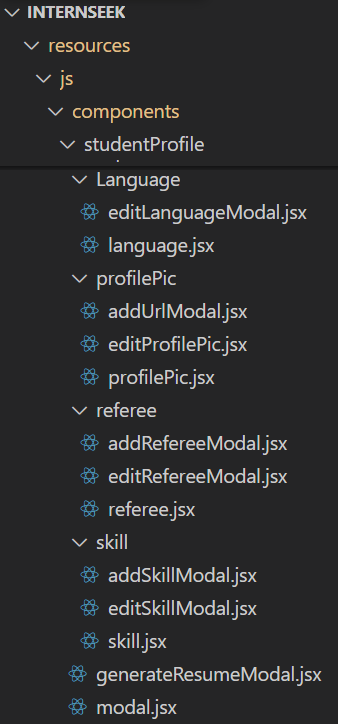 INTERNSEEK
resources
js
components
studentProfile
Language
editLanguageModal.jsx
language.jsx
profilePic
addUrlModal.jsx
editProfilePic.jsx
profilePic.jsx
referee
addRefereeModal.jsx
editRefereeModal.jsx
referee.jsx
skill
addSkillModal.jsx
editSkillModal.jsx
skill.jsx
generateResumeModal.jsx
modal.jsx